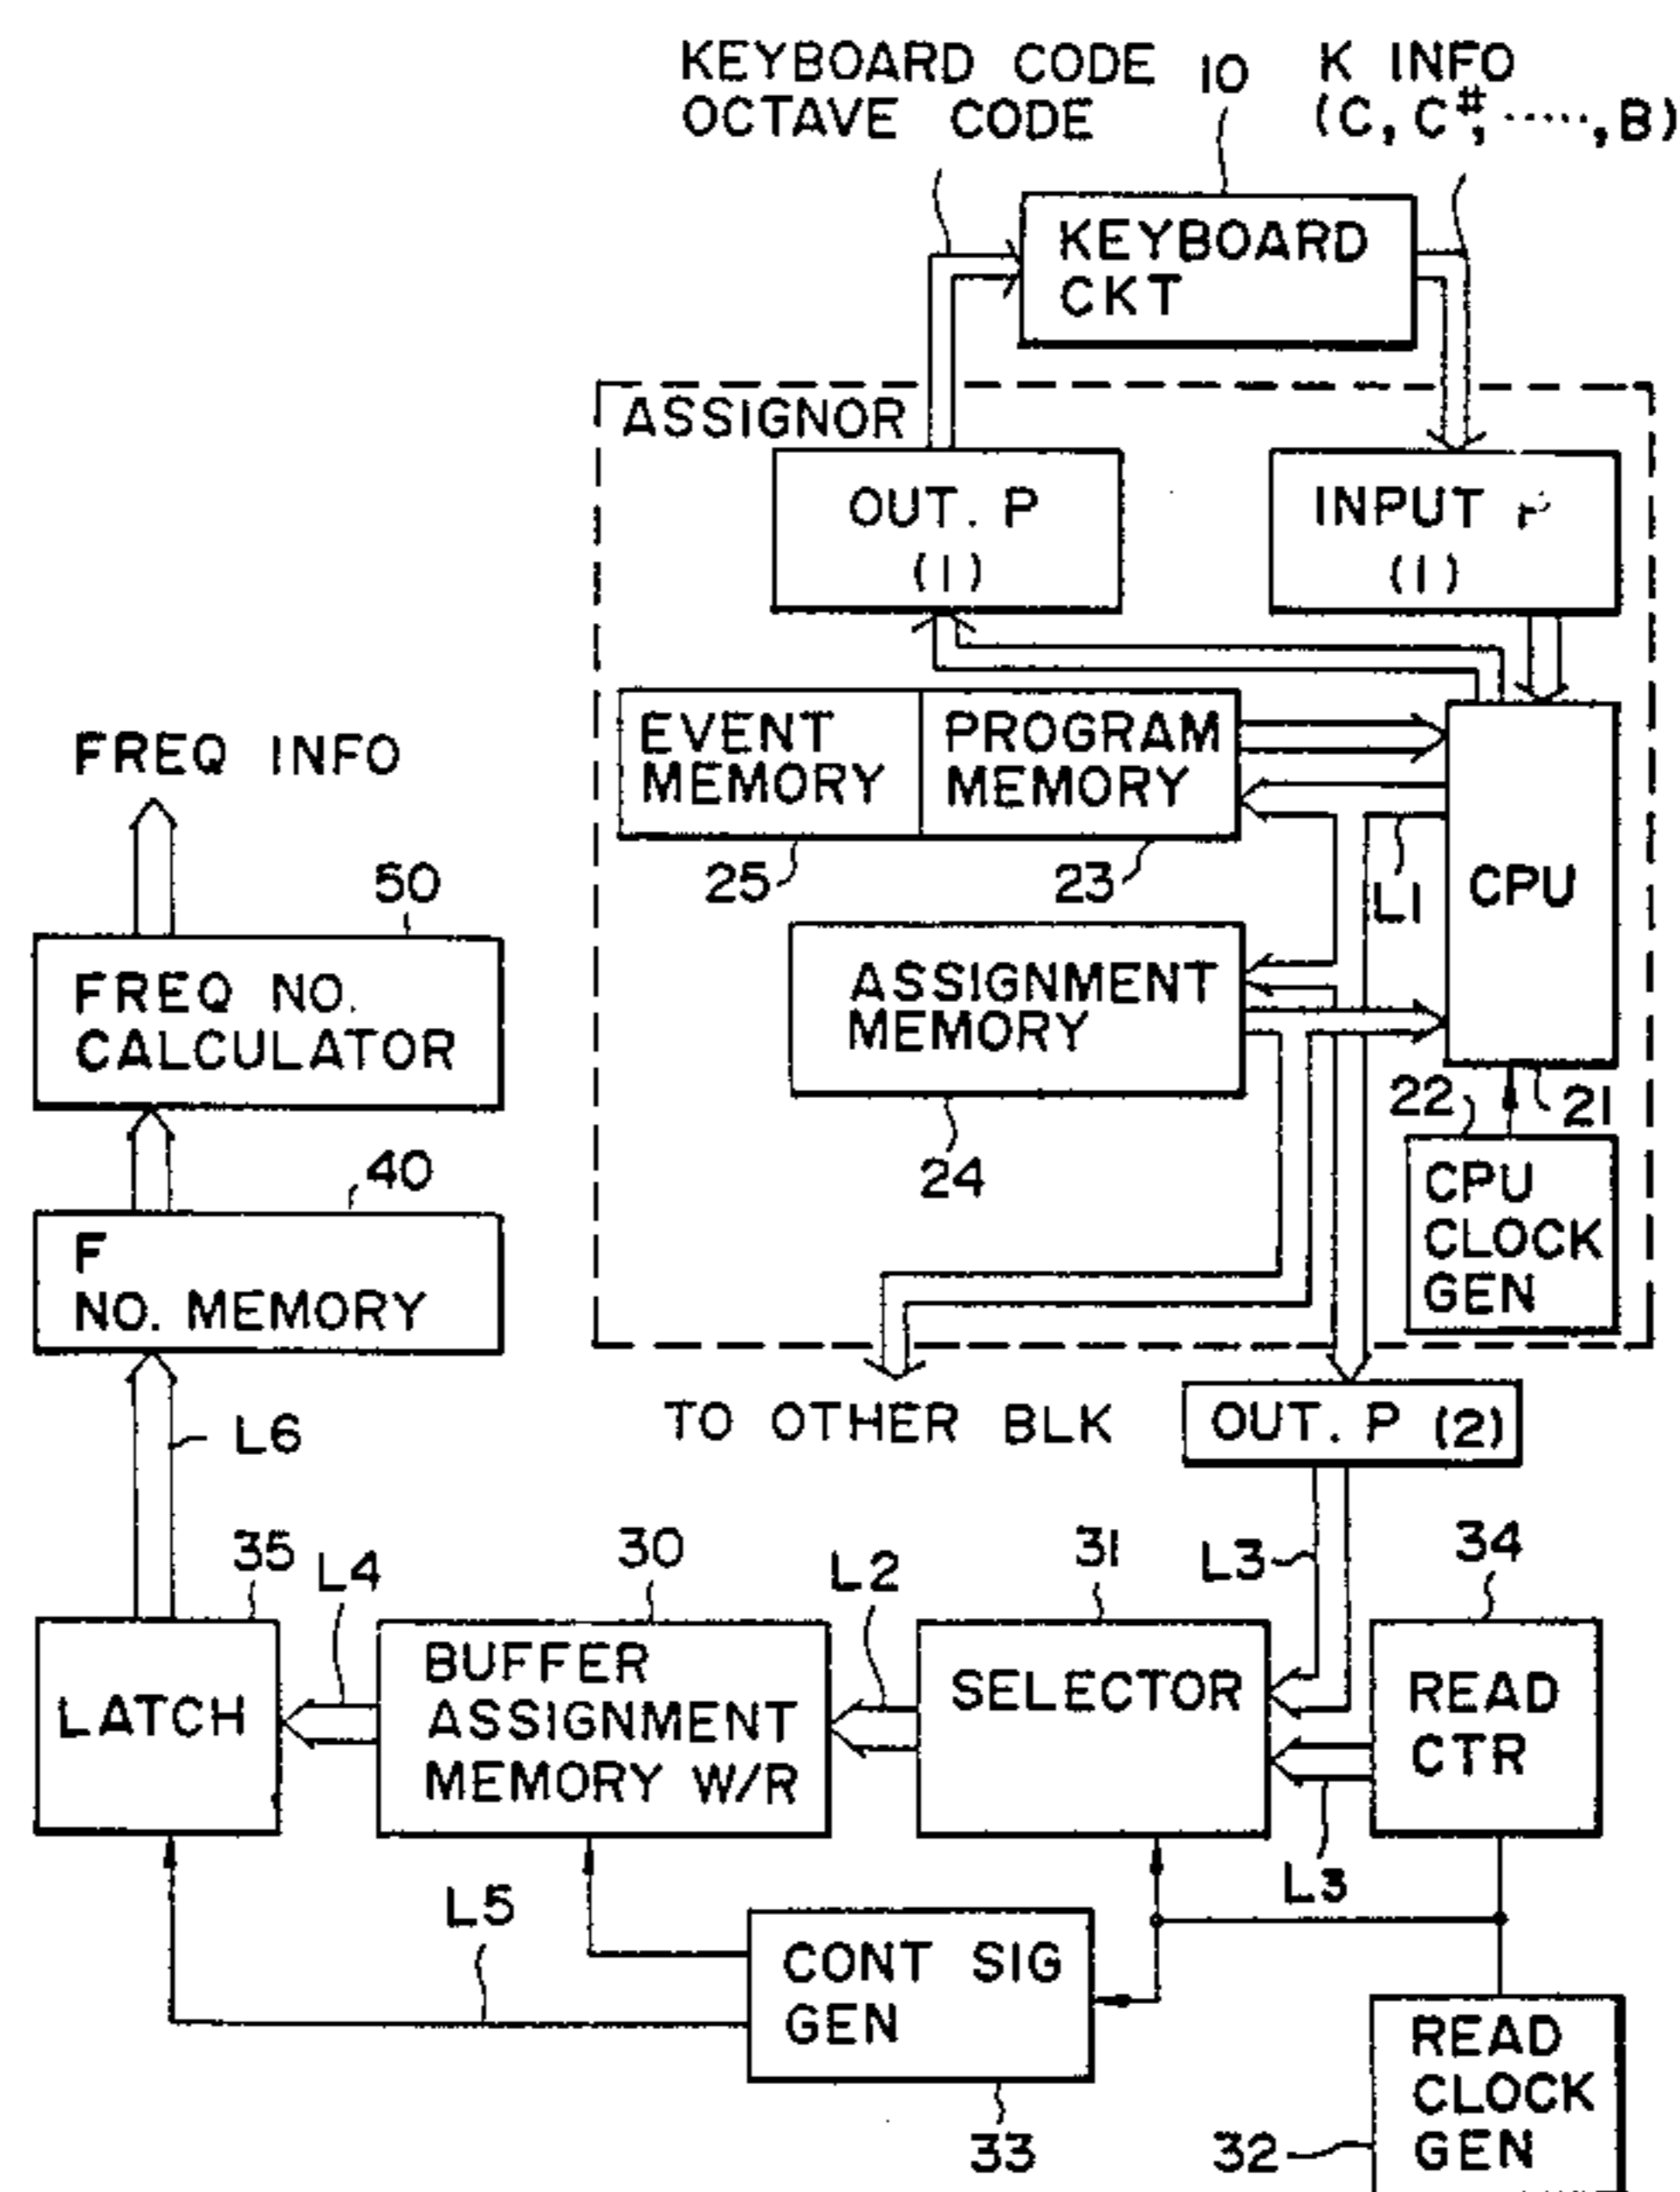 KEYBOARD CODE
OCTAVE CODE
10
K INFO
(C, C#, ·····, B)
KEYBOARD
CKT
ASSIGNOR
OUT. P
(1)
INPUT P
(1)
EVENT
MEMORY
PROGRAM
MEMORY
25
23
L1
CPU
FREQ INFO
50
FREQ NO.
CALCULATOR
ASSIGNMENT
MEMORY
24
22
21
CPU
CLOCK
GEN
40
F
NO. MEMORY
TO OTHER BLK
OUT. P (2)
L6
35
L4
30
L2
31
L3
34
LATCH
BUFFER
ASSIGNMENT
MEMORY W/R
SELECTOR
READ
CTR
L3
L5
CONT SIG
GEN
33
32
READ
CLOCK
GEN